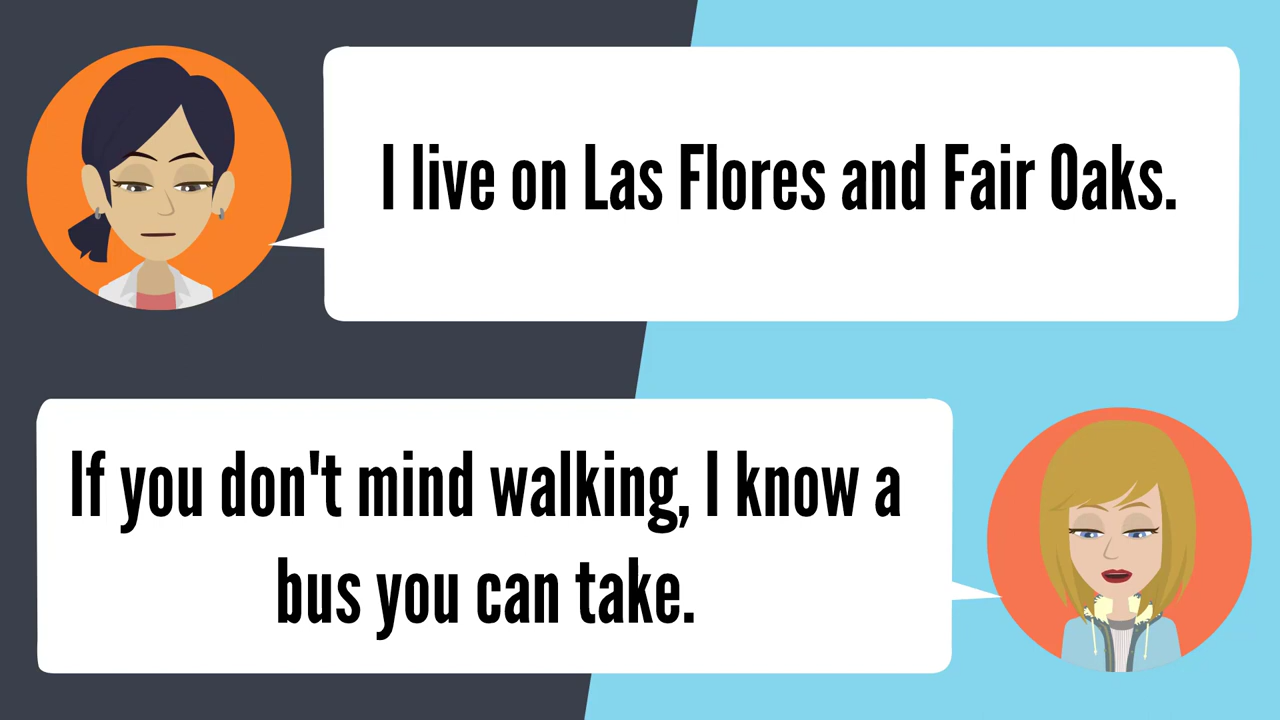 I live on Las Flores and Fair Oaks.
If you don't mind walking, I know a
bus you can take.